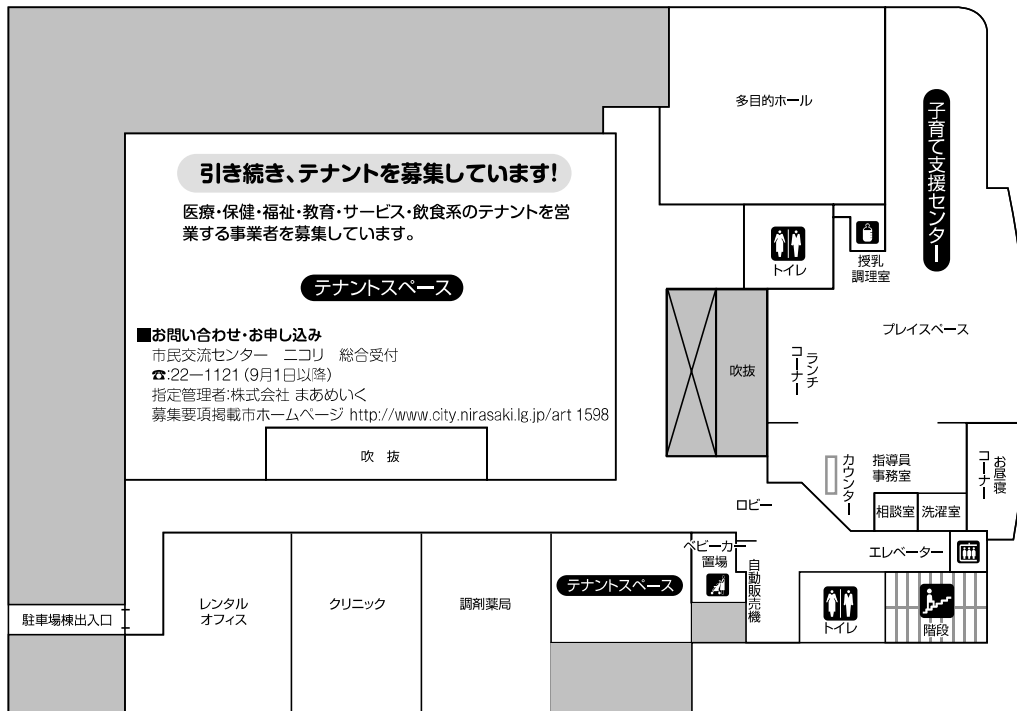 多目的ホール
子育て支援センター
引き続き、テナントを募集しています!
医療・保健・福祉・教育・サービス・飲食系のテナントを営
業する事業者を募集しています。
テナントスペース
■お問い合わせ・お申し込み
市民交流センター　ニコリ　総合受付
☎:22ー1121(9月1日以降)
指定管理者:株式会社 まあめいく
募集要項掲載市ホームページ http://www.city.nirasaki.lg.jp/art 1598
吹 抜
トイレ
授乳
調理室
プレイスペース
吹抜
ランチ
コーナー
カウンター
指導員
事務室
お昼寝
コーナー
相談室
洗濯室
ロビー
エレベーター
ベビーカー
置場
自動販売機
トイレ
階段
テナントスペース
調剤薬局
クリニック
レンタル
オフィス
駐車場棟出入口